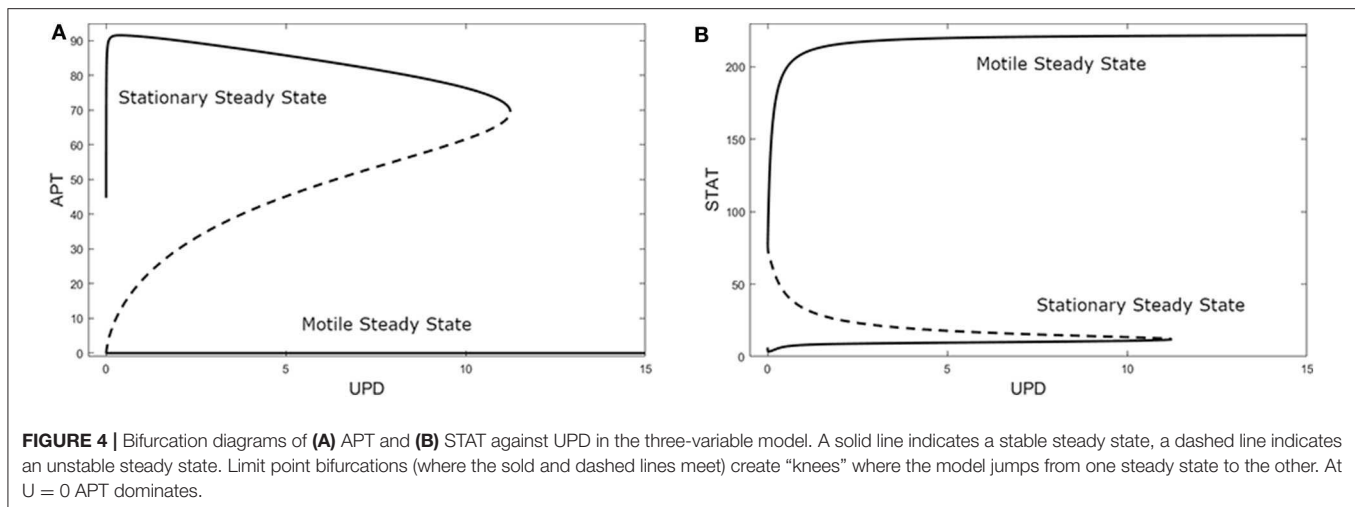 A
90
80
70
60
50
40
30
20
10
0
APT
Stationary Steady State
Motile Steady State
0 5 10 15
UPD
B
200
150
100
50
0
STAT
Motile Steady State
Stationary Steady State
0 5 10 15
UPD
FIGURE 4 | Bifurcation diagrams of (A) APT and (B) STAT against UPD in the three-variable model. A solid line indicates a stable steady state, a dashed line indicates
an unstable steady state. Limit point bifurcations (where the sold and dashed lines meet) create “knees” where the model jumps from one steady state to the other. At
U = 0 APT dominates.